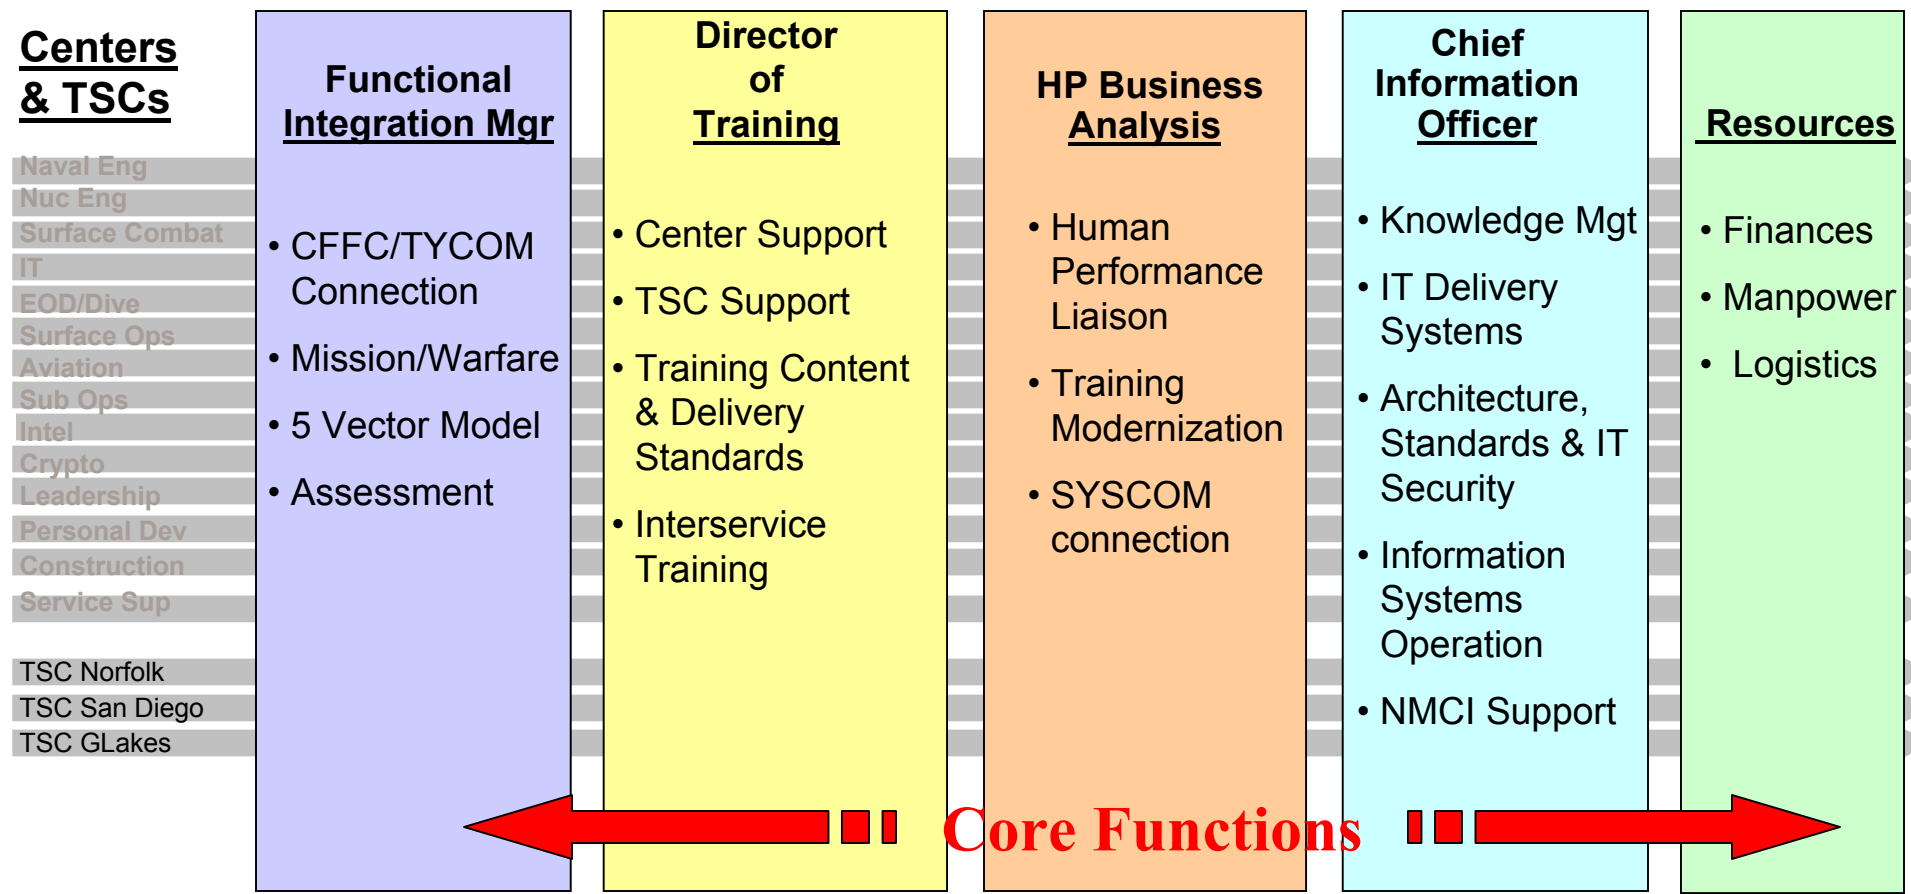 Centers
& TSCs
Naval Eng
Nuc Eng
Surface Combat
IT
EOD/Dive
Surface Ops
Aviation
Sub Ops
Intel
Crypto
Leadership
Personal Dev
Construction
Service Sup
TSC Norfolk
TSC San Diego
TSC GLakes
Functional
Integration Mgr
• CFFC/TYCOM
Connection
• Mission/Warfare
• 5 Vector Model
• Assessment
Director
of
Training
• Center Support
• TSC Support
• Training Content
& Delivery
Standards
• Interservice
Training
HP Business
Analysis
• Human
Performance
Liaison
• Training
Modernization
• SYSCOM
connection
Chief
Information
Officer
• Knowledge Mgt
• IT Delivery
Systems
• Architecture,
Standards & IT
Security
• Information
Systems
Operation
• NMCI Support
Resources
• Finances
• Manpower
• Logistics
Core Functions